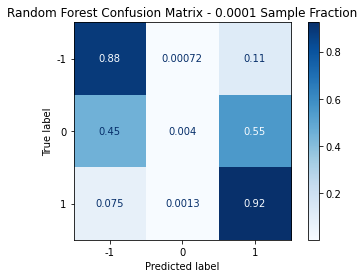 Random Forest Confusion Matrix - 0.0001 Sample Fraction
True label
-1 0.88 0.00072 0.11
0 0.45 0.004 0.55
1 0.075 0.0013 0.92
-1 0 1
Predicted label
0.8
0.6
0.4
0.2